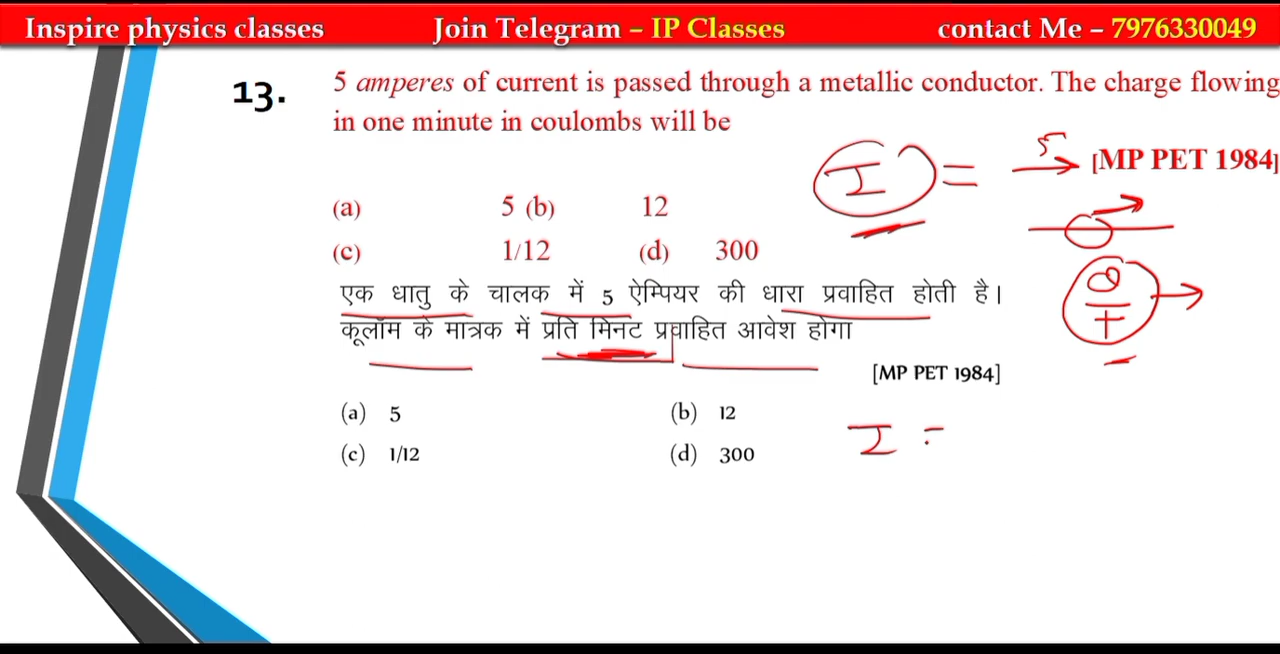 Inspire physics classes Join Telegram – IP Classes contact Me – 7976330049
13. 5 amperes of current is passed through a metallic conductor. The charge flowing
in one minute in coulombs will be
I = 5 [MP PET 1984]
(a) 5 (b) 12
(c) 1/12 (d) 300
Q
एक धातु के चालक में 5 ऐम्पियर की धारा प्रवाहित होती है।
कूलॉम के मात्रक में प्रति मिनट प्रवाहित आवेश होगा
[MP PET 1984]
(a) 5 (b) 12
I =
(c) 1/12 (d) 300